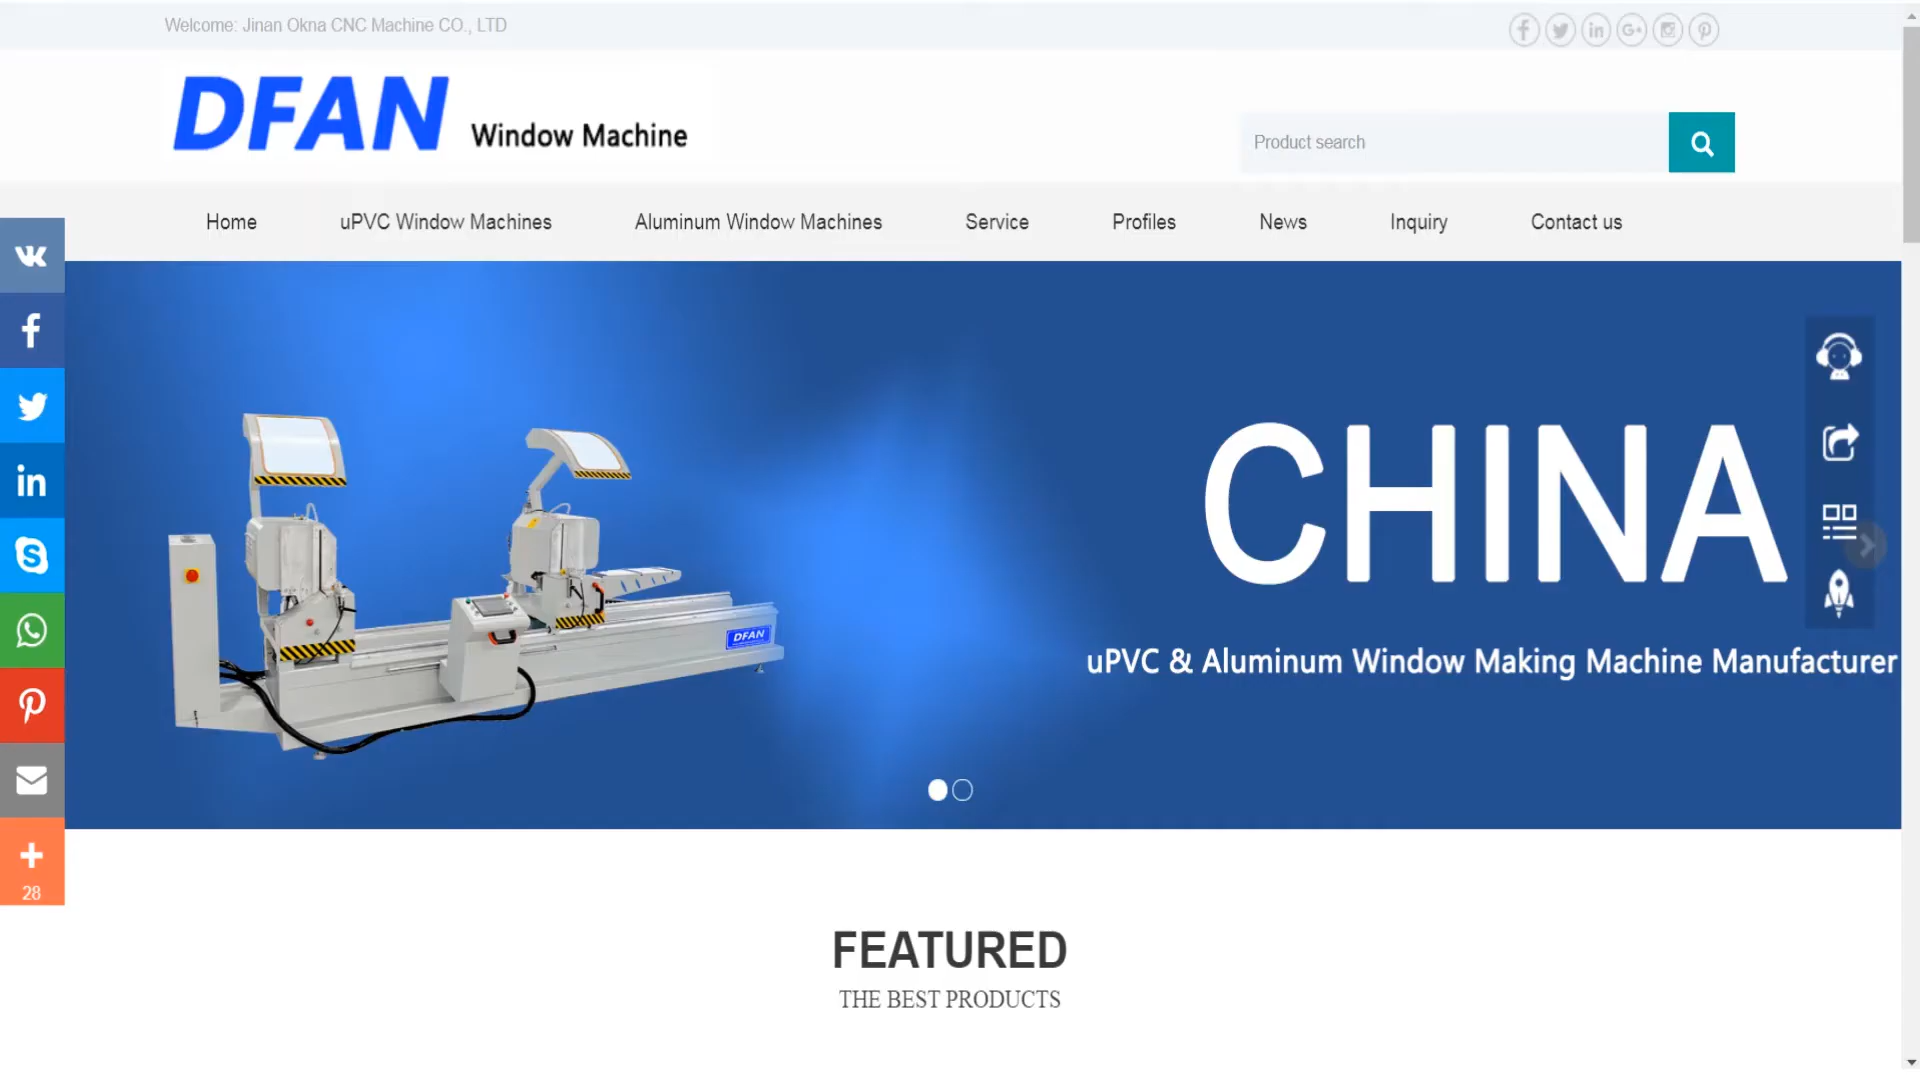 Welcome: Jinan Okna CNC Machine CO., LTD
DFAN Window Machine
Product search
Home uPVC Window Machines Aluminum Window Machines Service Profiles News Inquiry Contact us
CHINA
uPVC & Aluminum Window Making Machine Manufacturer
DFAN
28
FEATURED
THE BEST PRODUCTS